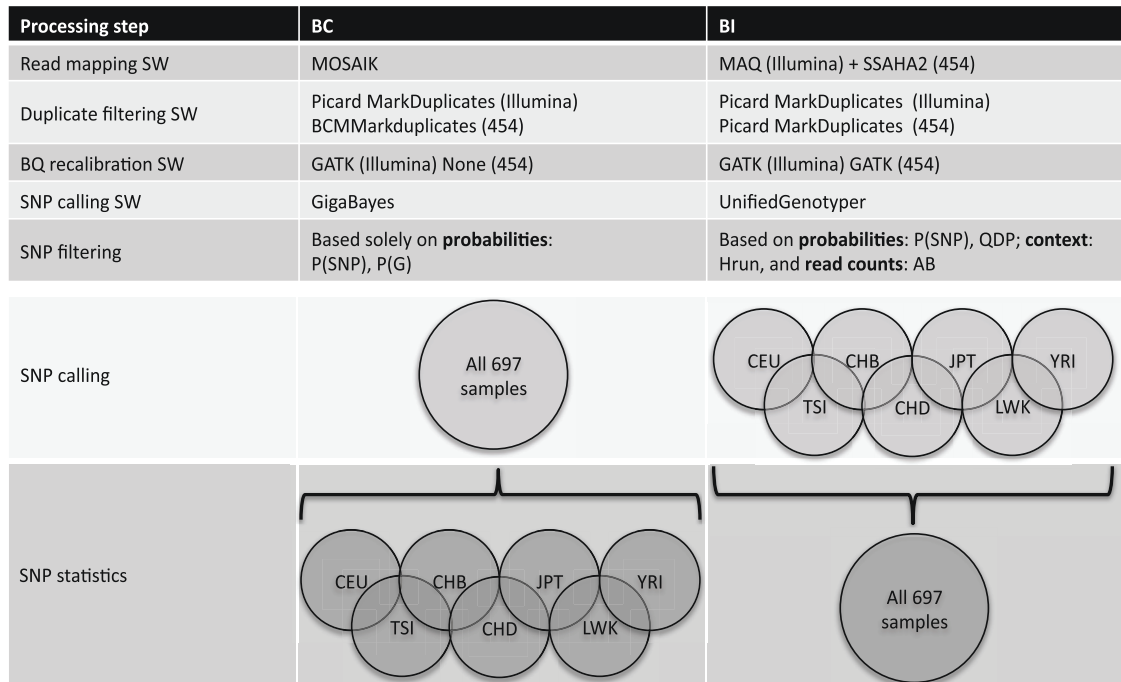 Processing step BC BI
Read mapping SW MOSAIK MAQ (Illumina) + SSAHA2 (454)
Duplicate filtering SW
Picard MarkDuplicates (Illumina)
BCMMarkduplicates (454)
Picard MarkDuplicates (Illumina)
Picard MarkDuplicates (454)
BQ recalibration SW GATK (Illumina) None (454) GATK (Illumina) GATK (454)
SNP calling SW GigaBayes UnifiedGenotyper
SNP filtering
Based solely on probabilities:
P(SNP), P(G)
Based on probabilities: P(SNP), QDP; context:
Hrun, and read counts: AB
SNP calling
All 697
samples
CEU CHB JPT YRI
TSI CHD LWK
SNP statistics
CEU CHB JPT YRI
TSI CHD LWK
All 697
samples